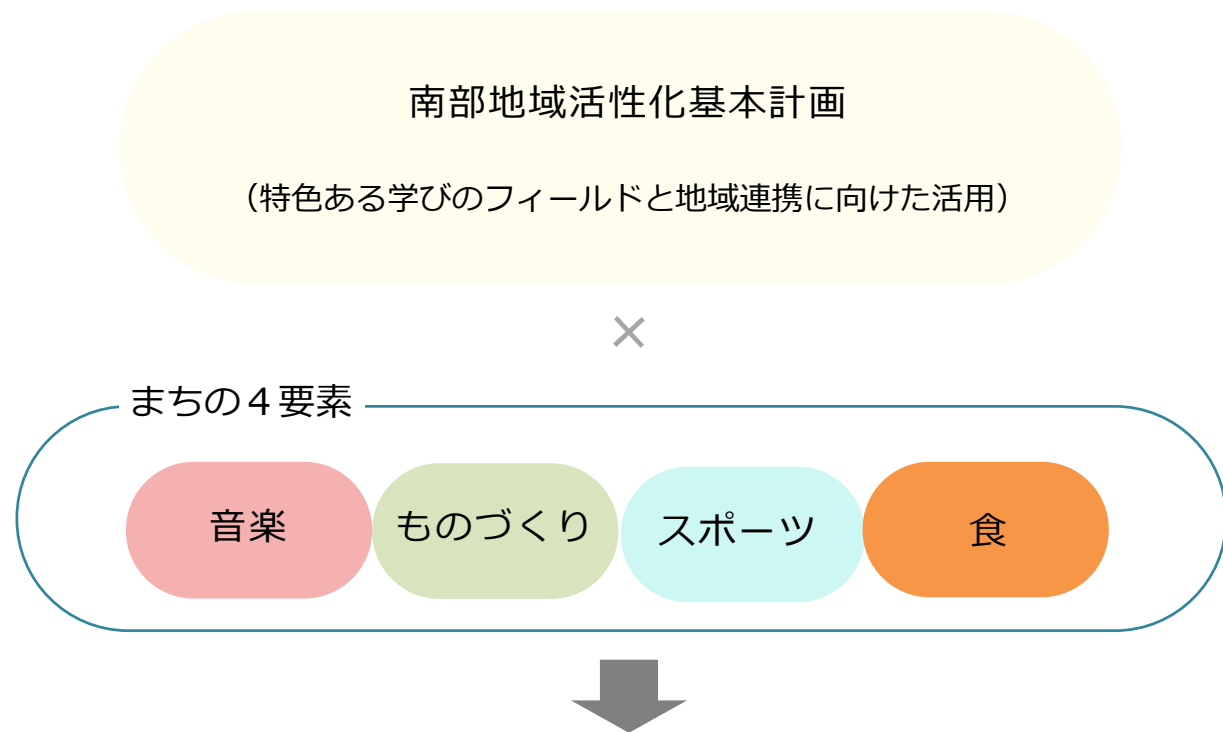 南部地域活性化基本計画
（特色ある学びのフィールドと地域連携に向けた活用）
×
まちの４要素
音楽
ものづくり
スポーツ
食